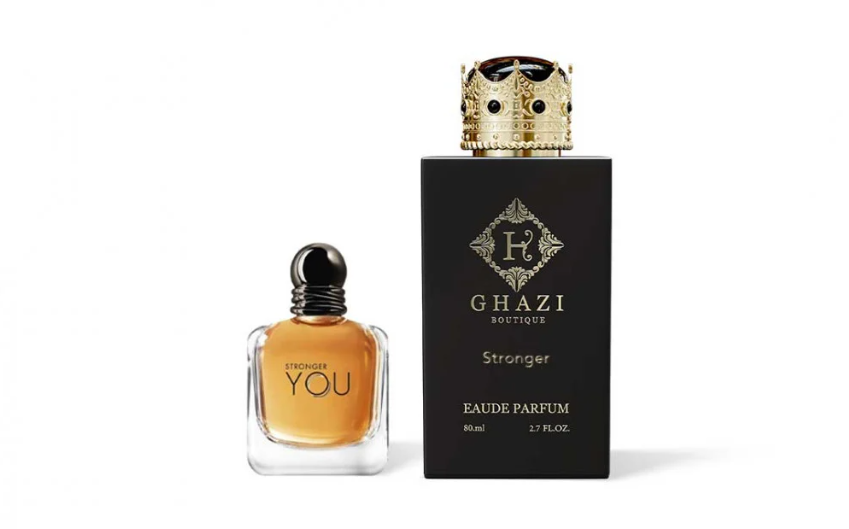 STRONGER
YOU
H
GHAZI
BOUTIQUE
Stronger
EAUDE PARFUM
80.ml 2.7 FL.OZ.